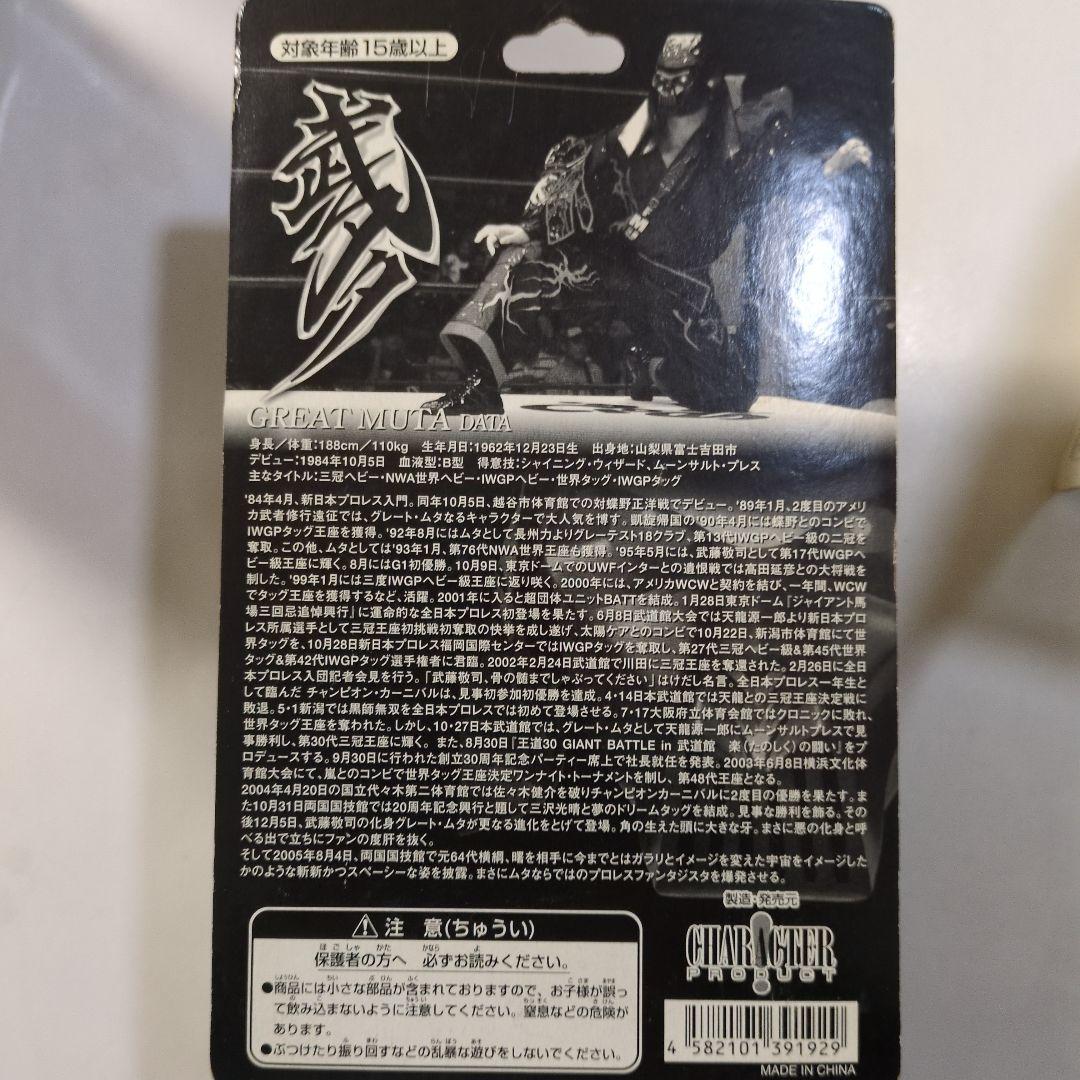 対象年齢15歳以上
GREAT MUTA DATA
身長／体重：188cm／110kg　生年月日：1962年12月23日生　出身地：山梨県富士吉田市
デビュー：1984年10月5日　血液型：B型　得意技：シャイニング・ウィザード、ムーンサルト・プレス
主なタイトル：三冠ヘビー・NWA世界ヘビー・IWGPヘビー・世界タッグ・IWGPタッグ
'84年4月、新日本プロレス入門。同年10月5日、越谷市体育館での対蝶野正洋戦でデビュー。'89年1月、2度目のアメリ
カ武者修行遠征では、グレート・ムタなるキャラクターで大人気を博す。凱旋帰国の'90年4月には蝶野とのコンビで
IWGPタッグ王座を獲得。'92年8月にはムタとして長州力よりグレーテスト18クラブ、第13代IWGPヘビー級の二冠を
奪取。この他、ムタとしては'93年1月、第76代NWA世界王座も獲得。'95年5月には、武藤敬司として第17代IWGPヘ
ビー級王座に輝く。8月にはG1初優勝。10月9日、東京ドームでのUWFインターとの遺恨戦では高田延彦との大将戦を
制した。'99年1月には三度IWGPヘビー級王座に返り咲く。2000年には、アメリカWCWと契約を結び、一年間、WCW
でタッグ王座を獲得するなど、活躍。2001年に入ると超団体ユニットBATTを結成。1月28日東京ドーム『ジャイアント馬
場三回忌追悼興行』に運命的な全日本プロレス初登場を果たす。6月8日武道館大会では天龍源一郎より新日本プロ
レス所属選手として三冠王座初挑戦初奪取の快挙を成し遂げ、太陽ケアとのコンビで10月22日、新潟市体育館にて世
界タッグを、10月28日新日本プロレス福岡国際センターではIWGPタッグを奪取し、第27代三冠ヘビー級&第45代世界
タッグ&第42代IWGPタッグ選手権者に君臨。2002年2月24日武道館で川田に三冠王座を奪還された。2月26日に全日
本プロレス入団記者会見を行う。「武藤敬司、骨の髄までしゃぶってください」はけだし名言。全日本プロレス一年生と
して臨んだ チャンピオン・カーニバルは、見事初参加初優勝を達成。4・14日本武道館では天龍との三冠王座決定戦に
敗退。5・1新潟では黒師無双を全日本プロレスでは初めて登場させる。7・17大阪府立体育会館ではクロニックに敗れ、
世界タッグ王座を奪われた。しかし、10・27日本武道館では、グレート・ムタとして天龍源一郎にムーンサルトプレスで見
事勝利し、第30代三冠王座に輝く。また、8月30日『王道30 GIANT BATTLE in 武道館　楽（たのしく）の闘い』をプ
ロデュースする。9月30日に行われた創立30周年記念パーティー席上で社長就任を発表。2003年6月8日横浜文化体
育館大会にて、嵐とのコンビで世界タッグ王座決定ワンナイト・トーナメントを制し、第48代王座となる。
2004年4月20日の国立代々木第二体育館では佐々木健介を破りチャンピオンカーニバルに2度目の優勝を果たす。ま
た10月31日両国国技館では20周年記念興行と題して三沢光晴と夢のドリームタッグを結成。見事な勝利を飾る。その
後12月5日、武藤敬司の化身グレート・ムタが更なる進化をとげて登場。角の生えた頭に大きな牙。まさに悪の化身と呼
べる出で立ちにファンの度肝を抜く。
そして2005年8月4日、両国国技館で元64代横綱、曙を相手に今までとはガラリとイメージを変えた宇宙をイメージした
かのような斬新かつスペーシーな姿を披露。まさにムタならではのプロレスファンタジスタを爆発させる。
製造・発売元
CHARACTER
PRODUCT
⚠注　意（ちゅうい）
保護者の方へ　必ずお読みください。
●商品には小さな部品が含まれておりますので、お子様が誤っ
て飲み込まないように注意してください。窒息などの危険が
あります。
●ぶつけたり振り回すなどの乱暴な遊びをしないでください。
4 582101 391929
MADE IN CHINA